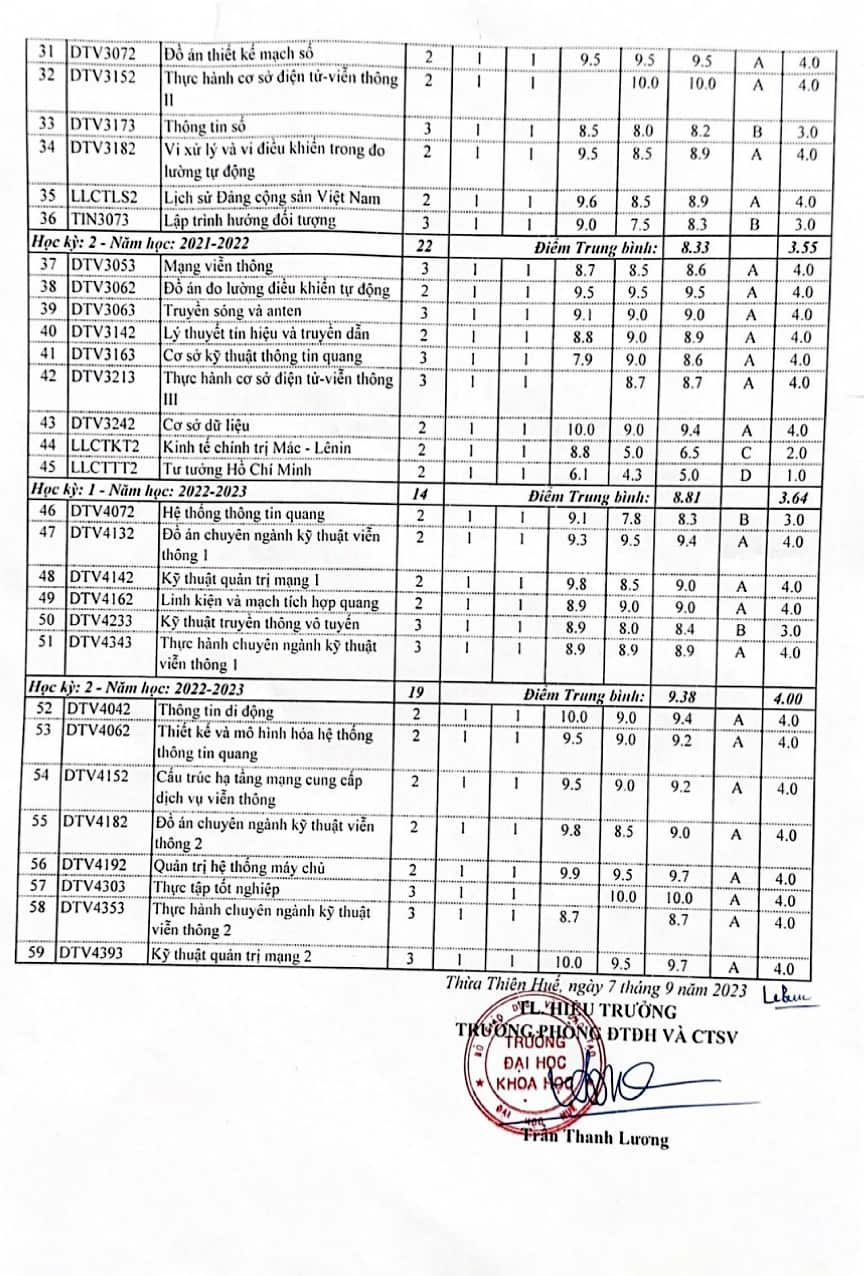 31 DTV3072 Đồ án thiết kế mạch số 2 1 1 9.5 9.5 9.5 A 4.0
32 DTV3152 Thực hành cơ sở điện tử-viễn thông 2 1 1 10.0 10.0 A 4.0
II
33 DTV3173 Thông tin số 3 1 1 8.5 8.0 8.2 B 3.0
34 DTV3182 Vi xử lý và vi điều khiển trong đo 2 1 1 9.5 8.5 8.9 A 4.0
lường tự động
35 LLCTLS2 Lịch sử Đảng cộng sản Việt Nam 2 1 1 9.6 8.5 8.9 A 4.0
36 TIN3073 Lập trình hướng đối tượng 3 1 1 9.0 7.5 8.3 B 3.0
Học kỳ: 2 - Năm học: 2021-2022 22 Điểm Trung bình: 8.33 3.55
37 DTV3053 Mạng viễn thông 3 1 1 8.7 8.5 8.6 A 4.0
38 DTV3062 Đồ án đo lường điều khiển tự động 2 1 1 9.5 9.5 9.5 A 4.0
39 DTV3063 Truyền sóng và anten 3 1 1 9.1 9.0 9.0 A 4.0
40 DTV3142 Lý thuyết tín hiệu và truyền dẫn 2 1 1 8.8 9.0 8.9 A 4.0
41 DTV3163 Cơ sở kỹ thuật thông tin quang 3 1 1 7.9 9.0 8.6 A 4.0
42 DTV3213 Thực hành cơ sở điện tử-viễn thông 3 1 1 8.7 8.7 A 4.0
III
43 DTV3242 Cơ sở dữ liệu 2 1 1 10.0 9.0 9.4 A 4.0
44 LLCTKT2 Kinh tế chính trị Mác - Lênin 2 1 1 8.8 5.0 6.5 C 2.0
45 LLCTTT2 Tư tưởng Hồ Chí Minh 2 1 1 6.1 4.3 5.0 D 1.0
Học kỳ: 1 - Năm học: 2022-2023 14 Điểm Trung bình: 8.81 3.64
46 DTV4072 Hệ thống thông tin quang 2 1 1 9.1 7.8 8.3 B 3.0
47 DTV4132 Đồ án chuyên ngành kỹ thuật viễn 2 1 1 9.3 9.5 9.4 A 4.0
thông 1
48 DTV4142 Kỹ thuật quản trị mạng 1 2 1 1 9.8 8.5 9.0 A 4.0
49 DTV4162 Linh kiện và mạch tích hợp quang 2 1 1 8.9 9.0 9.0 A 4.0
50 DTV4233 Kỹ thuật truyền thông vô tuyến 3 1 1 8.9 8.0 8.4 B 3.0
51 DTV4343 Thực hành chuyên ngành kỹ thuật 3 1 1 8.9 8.9 8.9 A 4.0
viễn thông 1
Học kỳ: 2 - Năm học: 2022-2023 19 Điểm Trung bình: 9.38 4.00
52 DTV4042 Thông tin di động 2 1 1 10.0 9.0 9.4 A 4.0
53 DTV4062 Thiết kế và mô hình hóa hệ thống 2 1 1 9.5 9.0 9.2 A 4.0
thông tin quang
54 DTV4152 Cấu trúc hạ tầng mạng cung cấp 2 1 1 9.5 9.0 9.2 A 4.0
dịch vụ viễn thông
55 DTV4182 Đồ án chuyên ngành kỹ thuật viễn 2 1 1 9.8 8.5 9.0 A 4.0
thông 2
56 DTV4192 Quản trị hệ thống máy chủ 2 1 1 9.9 9.5 9.7 A 4.0
57 DTV4303 Thực tập tốt nghiệp 3 1 1 10.0 10.0 A 4.0
58 DTV4353 Thực hành chuyên ngành kỹ thuật 3 1 1 8.7 8.7 A 4.0
viễn thông 2
59 DTV4393 Kỹ thuật quản trị mạng 2 3 1 1 10.0 9.5 9.7 A 4.0
Thừa Thiên Huế, ngày 7 tháng 9 năm 2023
TL. HIỆU TRƯỞNG
TRƯỞNG PHÒNG ĐTĐH VÀ CTSV
TRƯỜNG
ĐẠI HỌC
KHOA HỌC
ĐẠI HỌC HUẾ
Trần Thanh Lương